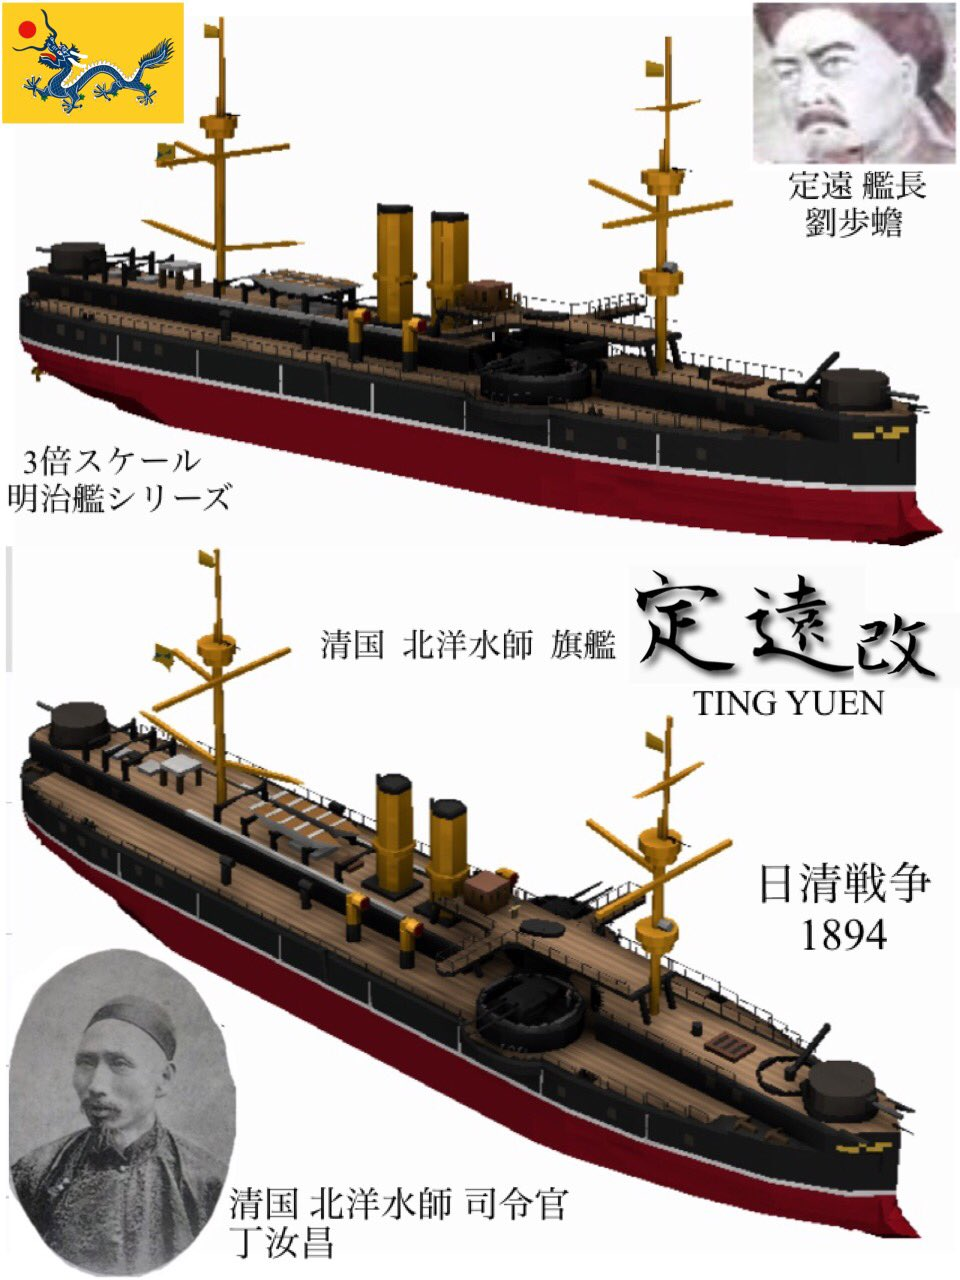 定遠 艦長
劉歩蟾
3倍スケール
明治艦シリーズ
清国 北洋水師 旗艦
定遠改
TING YUEN
日清戦争
1894
清国 北洋水師 司令官
丁汝昌